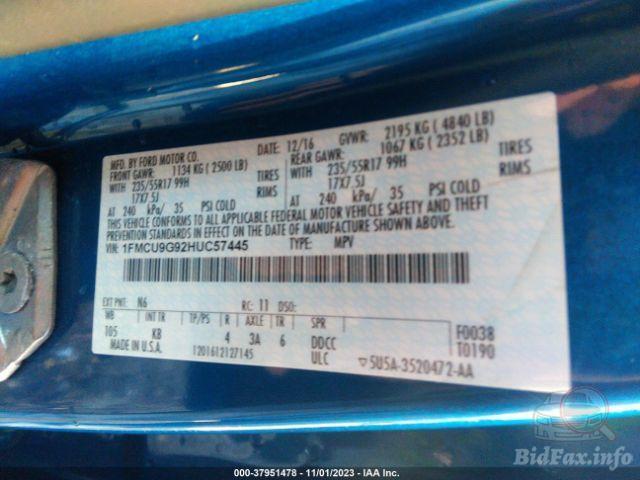 MFD. BY FORD MOTOR CO.
DATE: 12/16 GVWR: 2195 KG ( 4840 LB)
FRONT GAWR: 1134 KG ( 2500 LB) REAR GAWR: 1067 KG ( 2352 LB)
WITH 235/55R17 99H TIRES WITH 235/55R17 99H TIRES
17X7.5J RIMS 17X7.5J RIMS
AT 240 kPa/ 35 PSI COLD AT 240 kPa/ 35 PSI COLD
THIS VEHICLE CONFORMS TO ALL APPLICABLE FEDERAL MOTOR VEHICLE SAFETY AND THEFT
PREVENTION STANDARDS IN EFFECT ON THE DATE OF MANUFACTURE SHOWN ABOVE.
VIN: 1FMCU9G92HUC57445 TYPE: MPV
EXT PNT: N6 RC: 11 DSO:
WB INT TR TP/PS R AXLE TR SPR F0038
105 KB 4 3A 6 DDCC T0190
MADE IN U.S.A. 1201612127145 ULC ▽5U5A-3520472-AA
BidFax.info
000-37951478 - 11/01/2023 - IAA Inc.